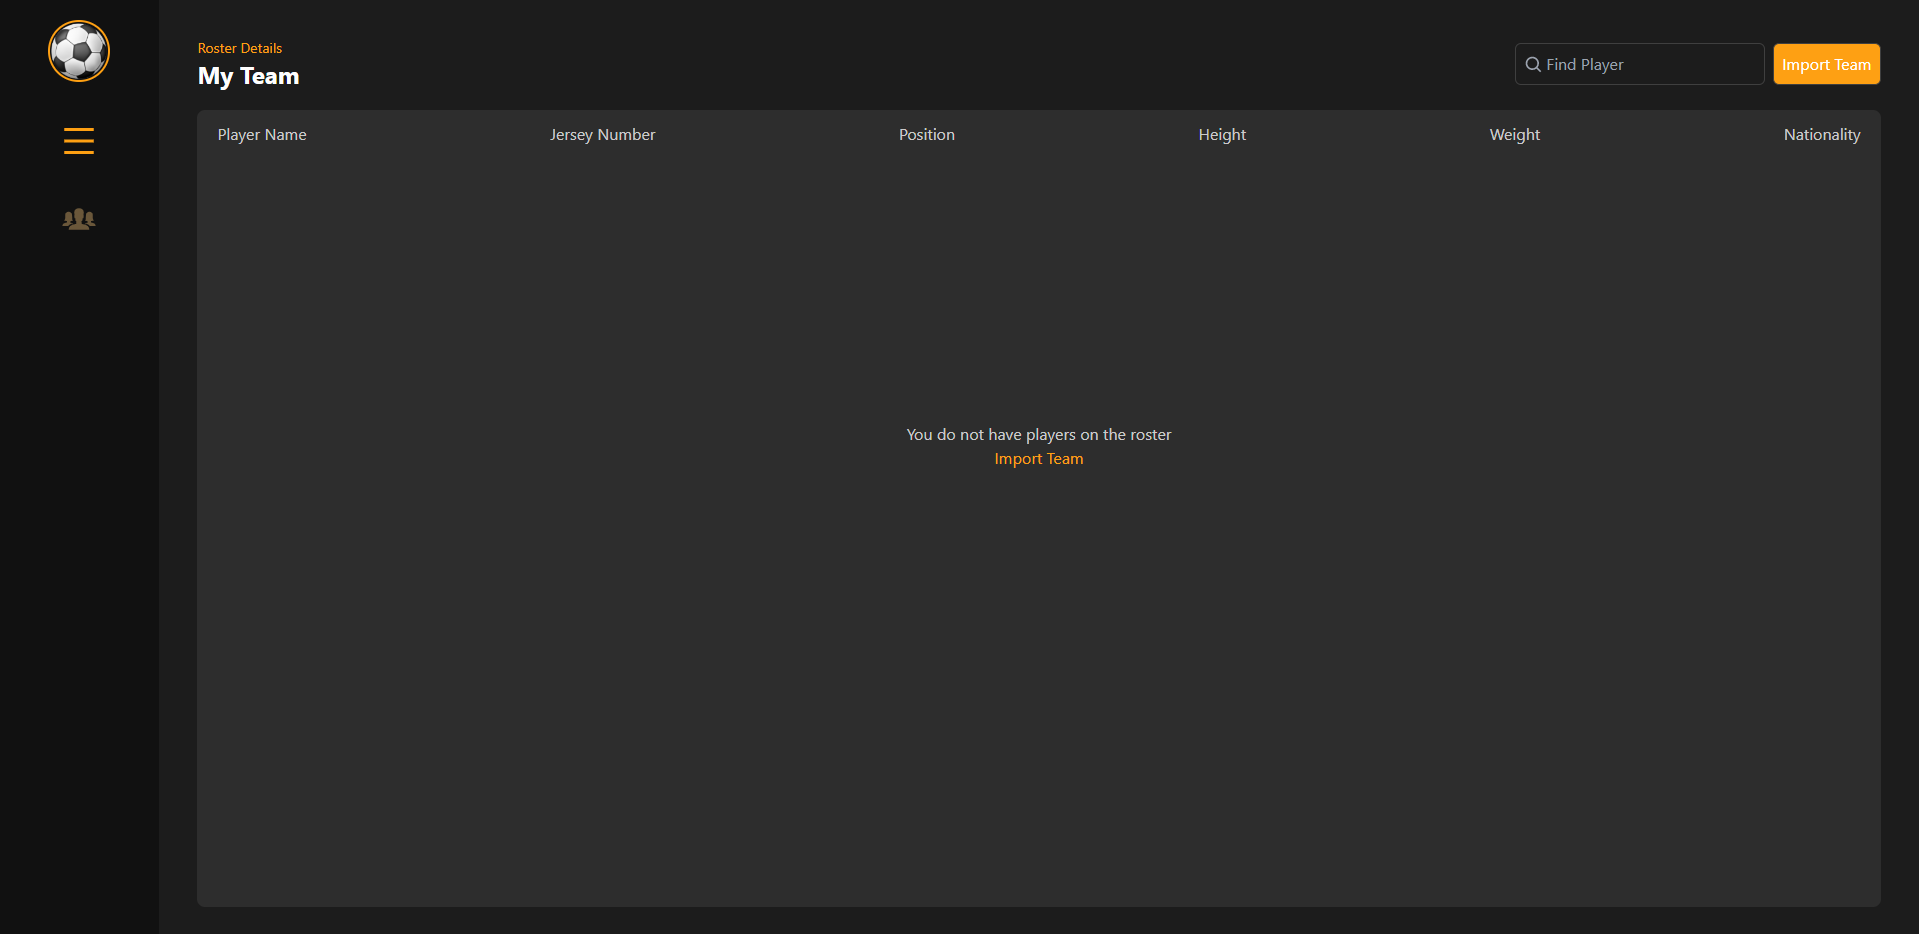 Roster Details
My Team
Find Player
Import Team
Player Name Jersey Number Position Height Weight Nationality
You do not have players on the roster
Import Team